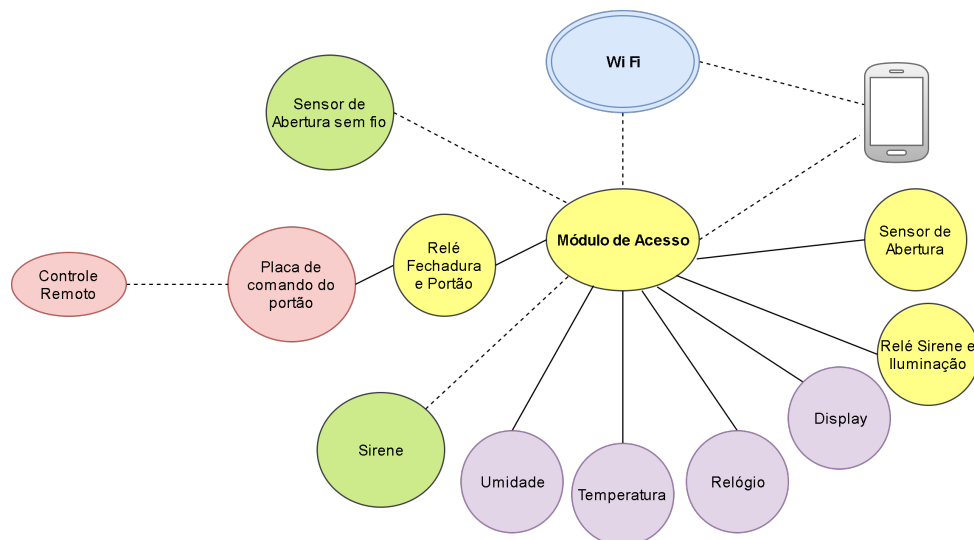 Wi Fi
Sensor de
Abertura sem fio
Módulo de Acesso
Sensor de
Abertura
Relé
Fechadura
e Portão
Placa de
comando do
portão
Controle
Remoto
Relé Sirene e
Iluminação
Display
Sirene
Umidade
Temperatura
Relógio